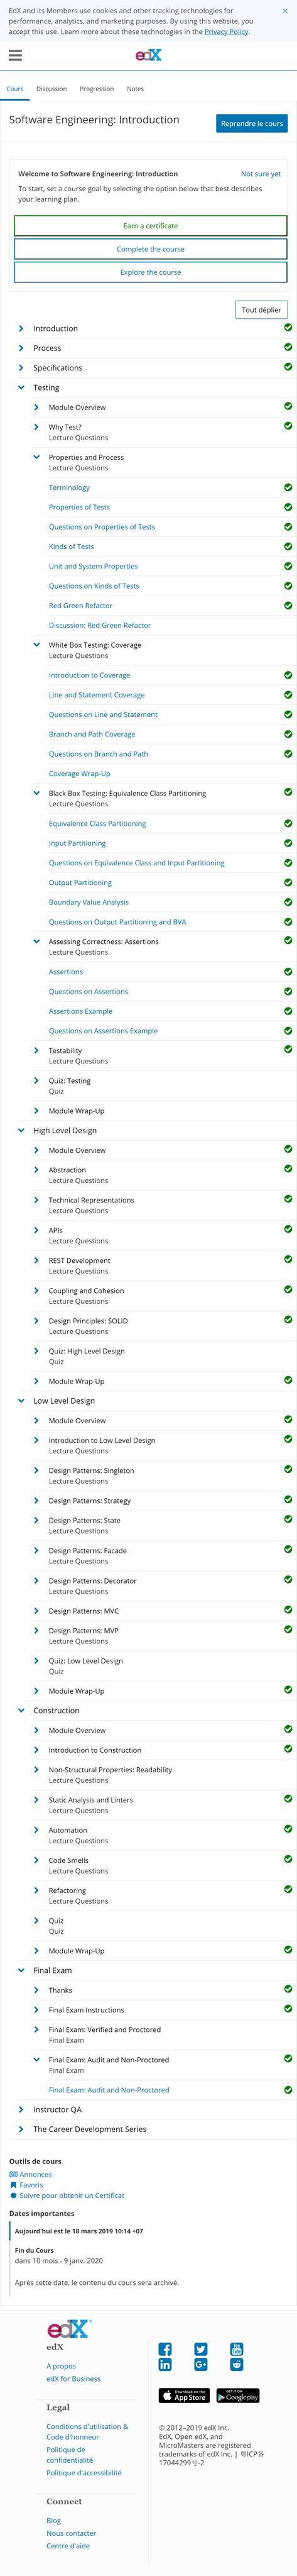 EdX and its Members use cookies and other tracking technologies for
performance, analytics, and marketing purposes. By using this website, you
accept this use. Learn more about these technologies in the Privacy Policy.
×
edX
Cours Discussion Progression Notes
Software Engineering: Introduction
Reprendre le cours
Welcome to Software Engineering: Introduction
Not sure yet
To start, set a course goal by selecting the option below that best describes
your learning plan.
Earn a certificate
Complete the course
Explore the course
Tout déplier
Introduction
Process
Specifications
Testing
Module Overview
Why Test?
Lecture Questions
Properties and Process
Lecture Questions
Terminology
Properties of Tests
Questions on Properties of Tests
Kinds of Tests
Unit and System Properties
Questions on Kinds of Tests
Red Green Refactor
Discussion: Red Green Refactor
White Box Testing: Coverage
Lecture Questions
Introduction to Coverage
Line and Statement Coverage
Questions on Line and Statement
Branch and Path Coverage
Questions on Branch and Path
Coverage Wrap-Up
Black Box Testing: Equivalence Class Partitioning
Lecture Questions
Equivalence Class Partitioning
Input Partitioning
Questions on Equivalence Class and Input Partitioning
Output Partitioning
Boundary Value Analysis
Questions on Output Partitioning and BVA
Assessing Correctness: Assertions
Lecture Questions
Assertions
Questions on Assertions
Assertions Example
Questions on Assertions Example
Testability
Lecture Questions
Quiz: Testing
Quiz
Module Wrap-Up
High Level Design
Module Overview
Abstraction
Lecture Questions
Technical Representations
Lecture Questions
APIs
Lecture Questions
REST Development
Lecture Questions
Coupling and Cohesion
Lecture Questions
Design Principles: SOLID
Lecture Questions
Quiz: High Level Design
Quiz
Module Wrap-Up
Low Level Design
Module Overview
Introduction to Low Level Design
Lecture Questions
Design Patterns: Singleton
Lecture Questions
Design Patterns: Strategy
Design Patterns: State
Lecture Questions
Design Patterns: Facade
Lecture Questions
Design Patterns: Decorator
Lecture Questions
Design Patterns: MVC
Design Patterns: MVP
Lecture Questions
Quiz: Low Level Design
Quiz
Module Wrap-Up
Construction
Module Overview
Introduction to Construction
Non-Structural Properties: Readability
Lecture Questions
Static Analysis and Linters
Lecture Questions
Automation
Lecture Questions
Code Smells
Lecture Questions
Refactoring
Lecture Questions
Quiz
Quiz
Module Wrap-Up
Final Exam
Thanks
Final Exam Instructions
Final Exam: Verified and Proctored
Final Exam
Final Exam: Audit and Non-Proctored
Final Exam
Final Exam: Audit and Non-Proctored
Instructor QA
The Career Development Series
Outils de cours
Annonces
Favoris
Suivre pour obtenir un Certificat
Dates importantes
Aujourd'hui est le 18 mars 2019 10:14 +07
Fin du Cours
dans 10 mois - 9 janv. 2020
Après cette date, le contenu du cours sera archivé.
edX
edX
A propos
edX for Business
Legal
Conditions d'utilisation &
Code d'honneur
Politique de
confidentialité
Politique d'accessibilité
Connect
Blog
Nous contacter
Centre d'aide
Download on the App Store
GET IT ON Google play
© 2012–2019 edX Inc.
EdX, Open edX, and
MicroMasters are registered
trademarks of edX Inc. | 粤ICP备
17044299号-2